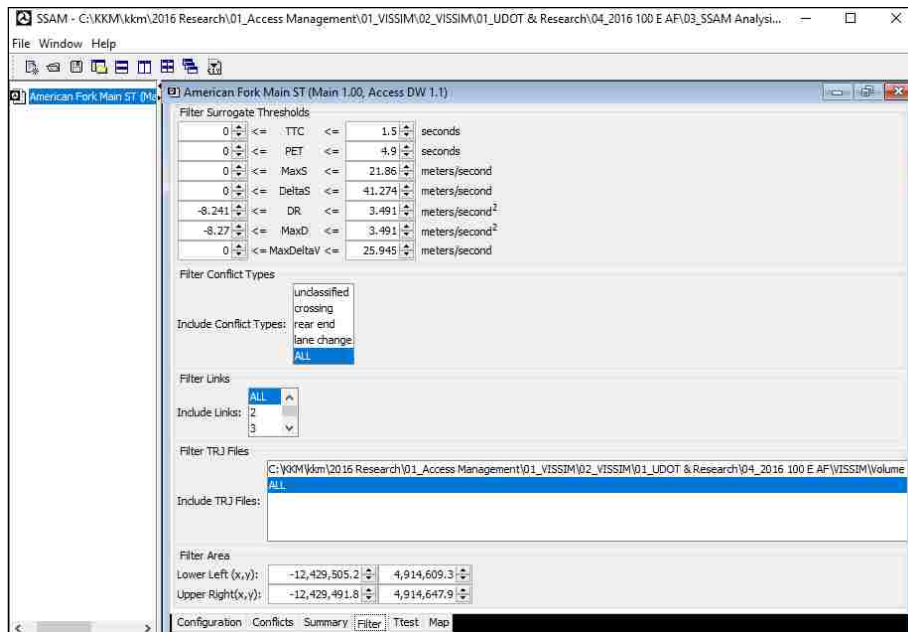 SSAM - C:\KKM\kkm\2016 Research\01_Access Management\01_VISSIM\02_VISSIM\01_UDOT & Research\04_2016 100 E AF\03_SSAM Analysi...
File Window Help
American Fork Main ST (Ma
American Fork Main ST (Main 1.00, Access DW 1.1)
Filter Surrogate Thresholds
0 <= TTC <= 1.5 seconds
0 <= PET <= 4.9 seconds
0 <= MaxS <= 21.86 meters/second
0 <= DeltaS <= 41.274 meters/second
-8.241 <= DR <= 3.491 meters/second²
-8.27 <= MaxD <= 3.491 meters/second²
0 <= MaxDeltaV <= 25.945 meters/second
Filter Conflict Types
Include Conflict Types:
unclassified
crossing
rear end
lane change
ALL
Filter Links
Include Links:
ALL
2
3
Filter TRJ Files
Include TRJ Files:
C:\KKM\kkm\2016 Research\01_Access Management\01_VISSIM\02_VISSIM\01_UDOT & Research\04_2016 100 E AF\VISSIM\Volume
ALL
Filter Area
Lower Left (x,y): -12,429,505.2 4,914,609.3
Upper Right(x,y): -12,429,491.8 4,914,647.9
Configuration Conflicts Summary Filter Ttest Map